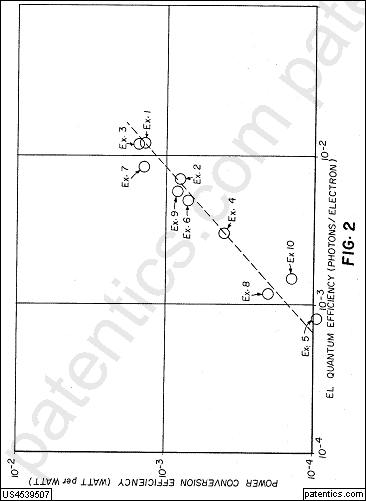 10⁻²
10⁻³
10⁻⁴
POWER CONVERSION EFFICIENCY (WATT per WATT)
Ex. 3
Ex. 1
Ex. 7
Ex. 2
Ex. 9
Ex. 6
Ex. 4
Ex 10
Ex. 8
Ex. 5
10⁻⁴
10⁻³
10⁻²
EL QUANTUM EFFICIENCY (PHOTONS/ELECTRON)
FIG. 2
patentics.com
US4539507
patentics.com